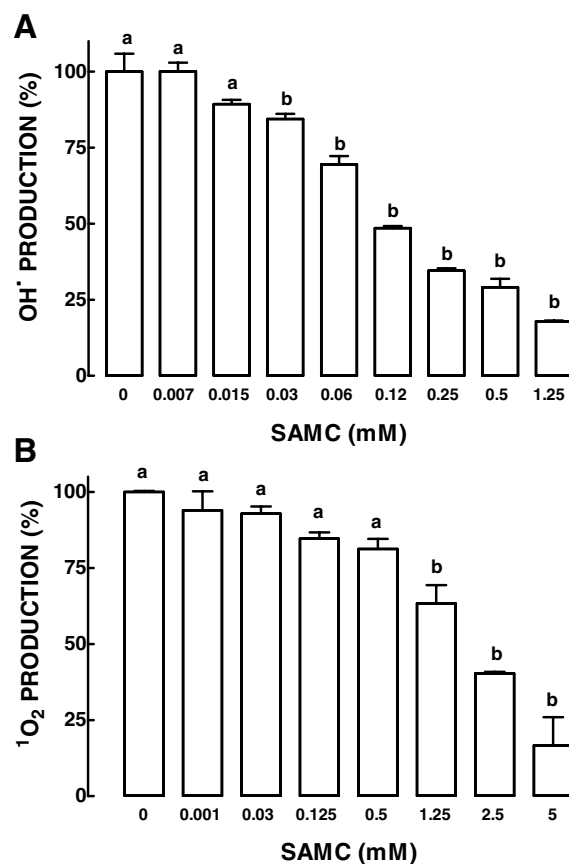 A
OH˙ PRODUCTION (%)
100
75
50
25
0
a a a b b b b b b
0 0.007 0.015 0.03 0.06 0.12 0.25 0.5 1.25
SAMC (mM)
B
¹O₂ PRODUCTION (%)
100
75
50
25
0
a a a a a b b b
0 0.001 0.03 0.125 0.5 1.25 2.5 5
SAMC (mM)